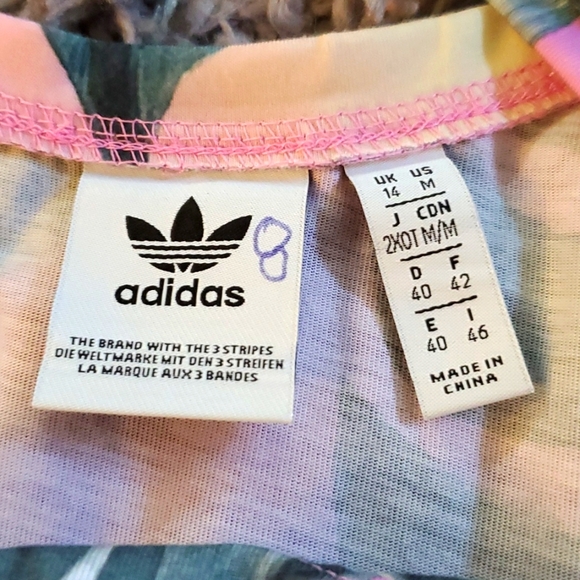 8
adidas
THE BRAND WITH THE 3 STRIPES
DIE WELTMARKE MIT DEN 3 STREIFEN
LA MARQUE AUX 3 BANDES
UK US
14 M
J CDN
2XOT M/M
D F
40 42
E I
40 46
MADE IN
CHINA